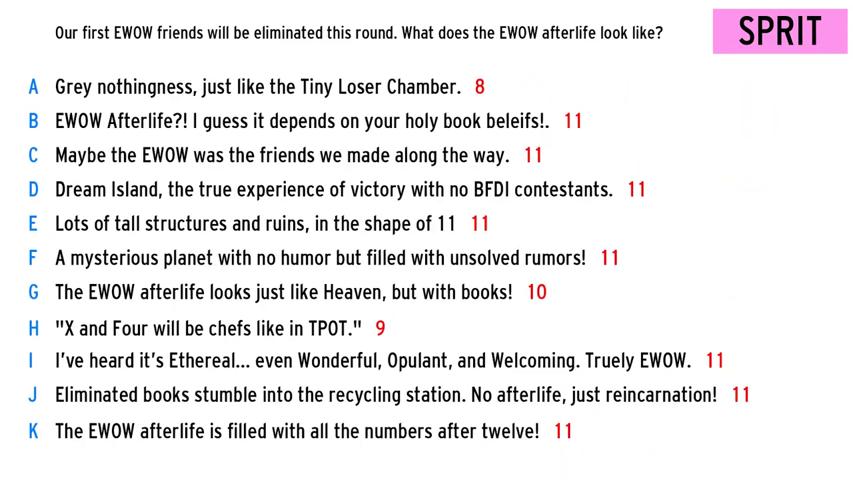 Our first EWOW friends will be eliminated this round. What does the EWOW afterlife look like?
SPRIT
A Grey nothingness, just like the Tiny Loser Chamber. 8
B EWOW Afterlife?! I guess it depends on your holy book beleifs!. 11
C Maybe the EWOW was the friends we made along the way. 11
D Dream Island, the true experience of victory with no BFDI contestants. 11
E Lots of tall structures and ruins, in the shape of 11 11
F A mysterious planet with no humor but filled with unsolved rumors! 11
G The EWOW afterlife looks just like Heaven, but with books! 10
H "X and Four will be chefs like in TPOT." 9
I I've heard it's Ethereal... even Wonderful, Opulant, and Welcoming. Truely EWOW. 11
J Eliminated books stumble into the recycling station. No afterlife, just reincarnation! 11
K The EWOW afterlife is filled with all the numbers after twelve! 11